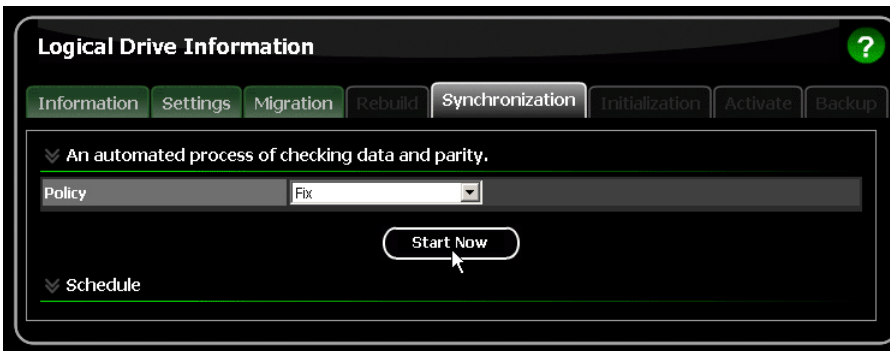 Logical Drive Information
?
Information Settings Migration Rebuild Synchronization Initialization Activate Backup
An automated process of checking data and parity.
Policy Fix
Start Now
Schedule